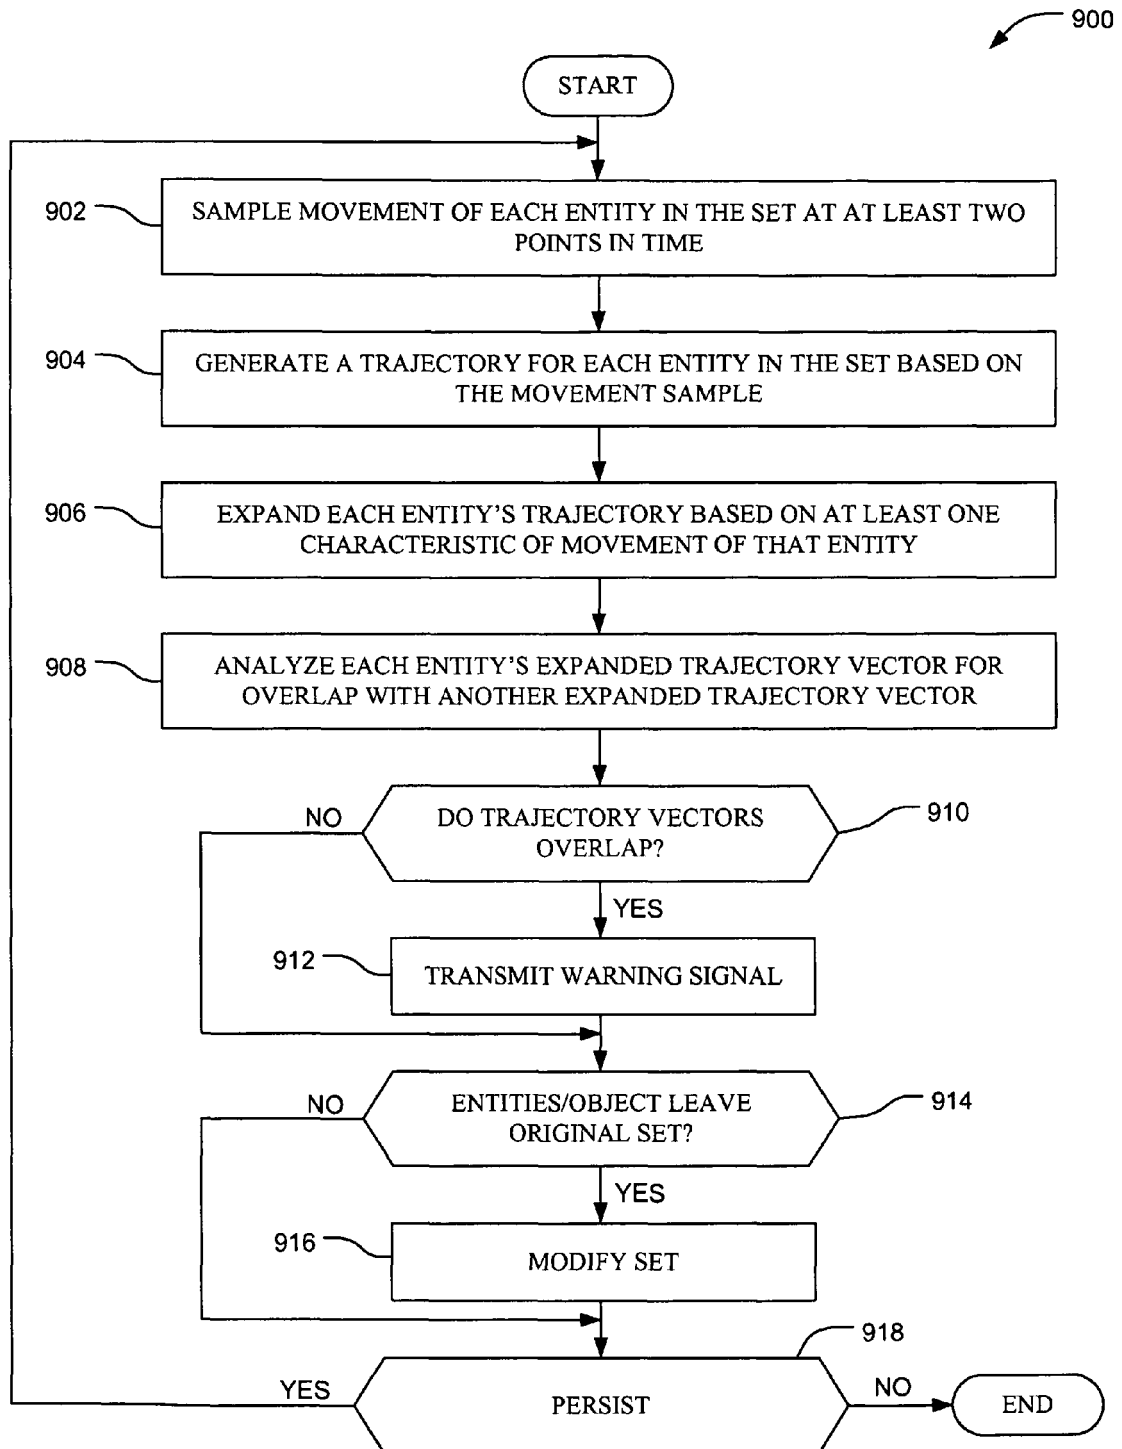 900
START
902
SAMPLE MOVEMENT OF EACH ENTITY IN THE SET AT AT LEAST TWO
POINTS IN TIME
904
GENERATE A TRAJECTORY FOR EACH ENTITY IN THE SET BASED ON
THE MOVEMENT SAMPLE
906
EXPAND EACH ENTITY'S TRAJECTORY BASED ON AT LEAST ONE
CHARACTERISTIC OF MOVEMENT OF THAT ENTITY
908
ANALYZE EACH ENTITY'S EXPANDED TRAJECTORY VECTOR FOR
OVERLAP WITH ANOTHER EXPANDED TRAJECTORY VECTOR
NO
DO TRAJECTORY VECTORS
OVERLAP?
910
YES
912
TRANSMIT WARNING SIGNAL
NO
ENTITIES/OBJECT LEAVE
ORIGINAL SET?
914
YES
916
MODIFY SET
918
YES
PERSIST
NO
END